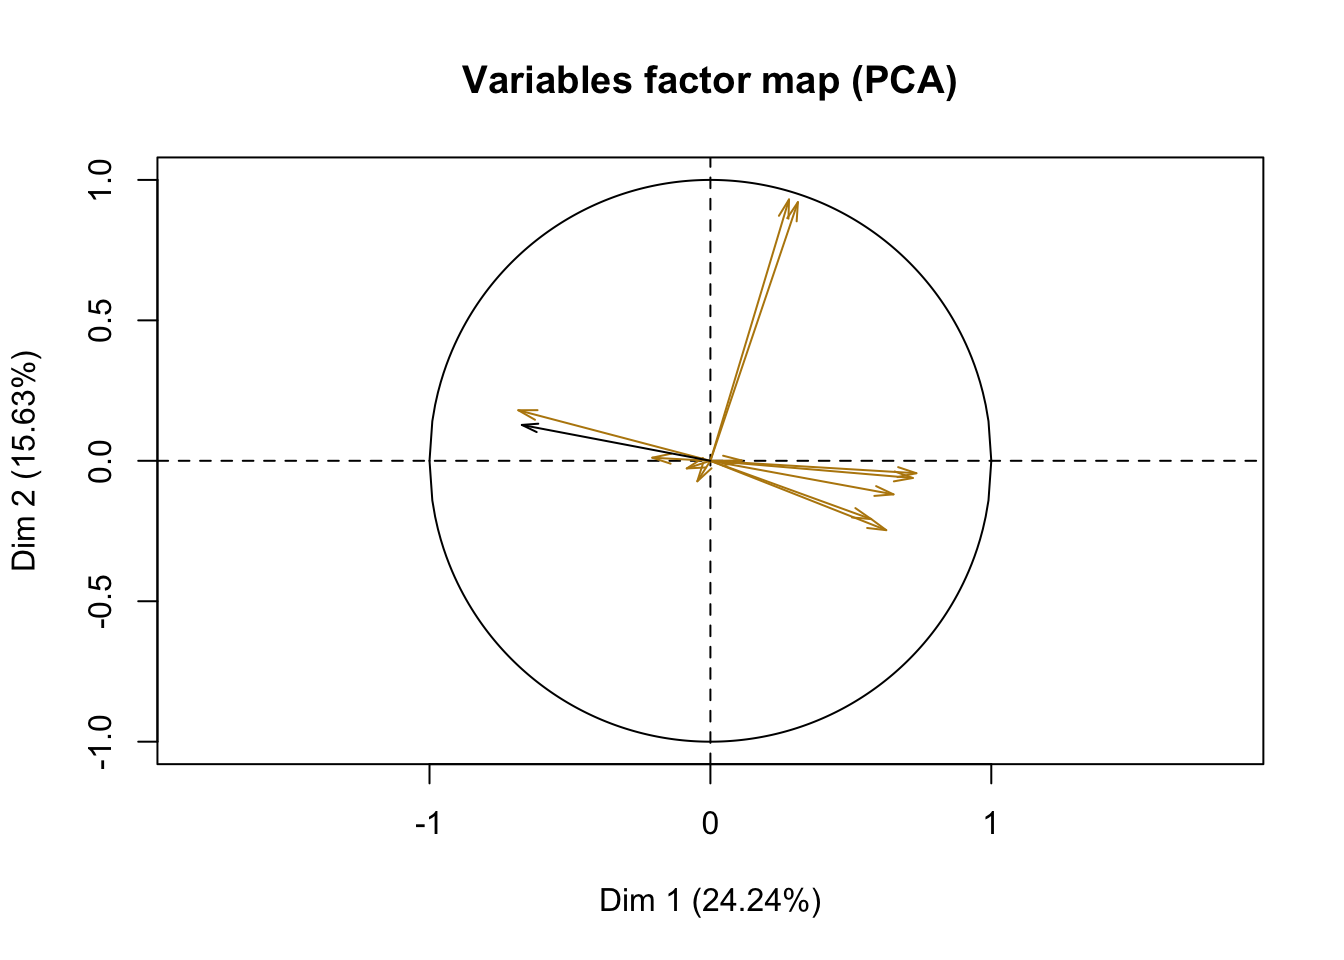 Variables factor map (PCA)
1.0
0.5
0.0
-0.5
-1.0
Dim 2 (15.63%)
-1
0
1
Dim 1 (24.24%)